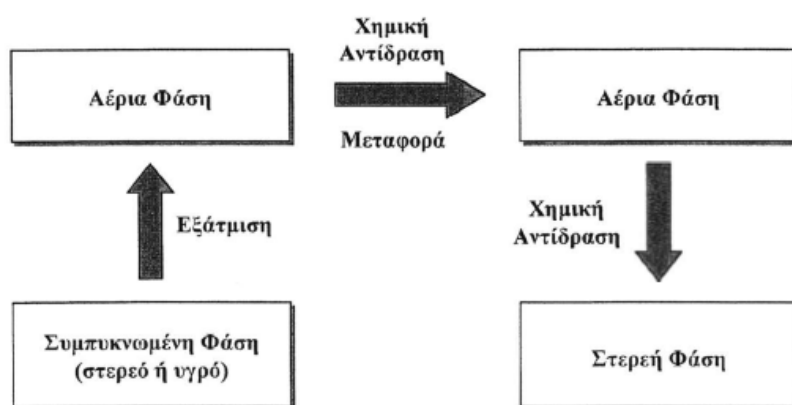 Χημική
Αντίδραση
Αέρια Φάση
Αέρια Φάση
Μεταφορά
Εξάτμιση
Χημική
Αντίδραση
Συμπυκνωμένη Φάση
(στερεό ή υγρό)
Στερεή Φάση